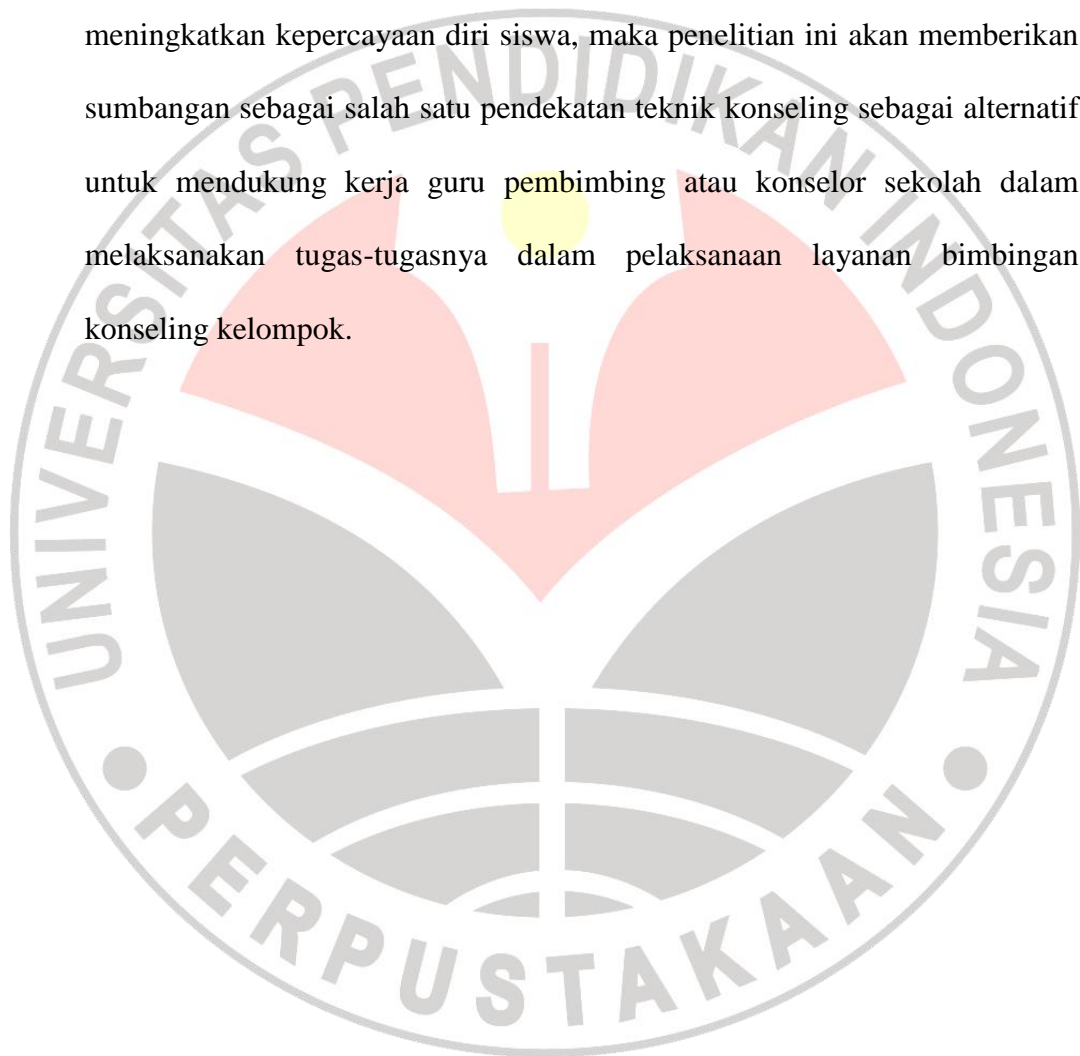 meningkatkan kepercayaan diri siswa, maka penelitian ini akan memberikan
sumbangan sebagai salah satu pendekatan teknik konseling sebagai alternatif
untuk mendukung kerja guru pembimbing atau konselor sekolah dalam
melaksanakan tugas-tugasnya dalam pelaksanaan layanan bimbingan
konseling kelompok.
UNIVERSITAS PENDIDIKAN INDONESIA
PERPUSTAKAAN